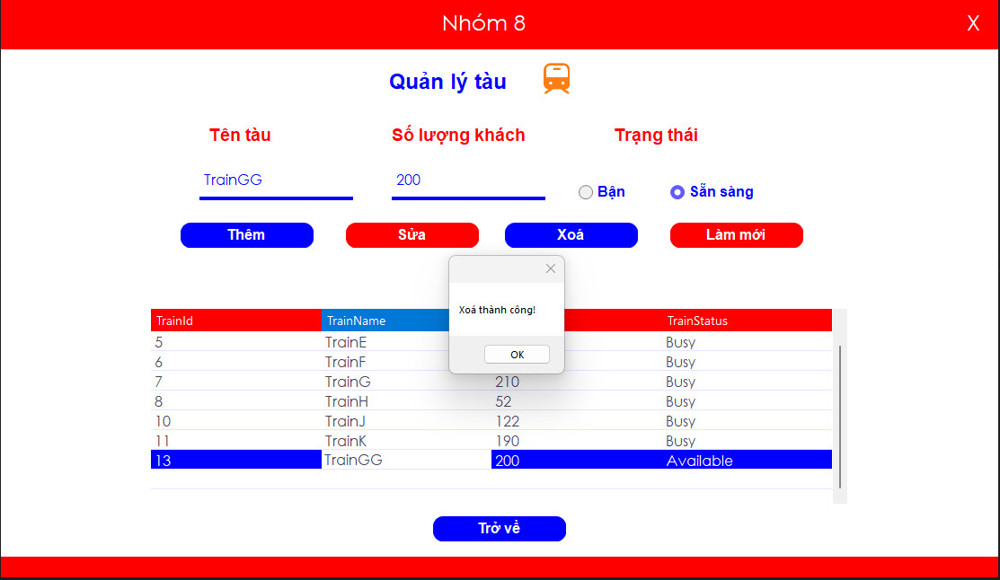 Nhóm 8 X
Quản lý tàu
Tên tàu Số lượng khách Trạng thái
TrainGG 200 Bận Sẵn sàng
Thêm Sửa Xoá Làm mới
Xoá thành công!
OK
TrainId TrainName TrainStatus
5 TrainE Busy
6 TrainF Busy
7 TrainG 210 Busy
8 TrainH 52 Busy
10 TrainJ 122 Busy
11 TrainK 190 Busy
13 TrainGG 200 Available
Trở về